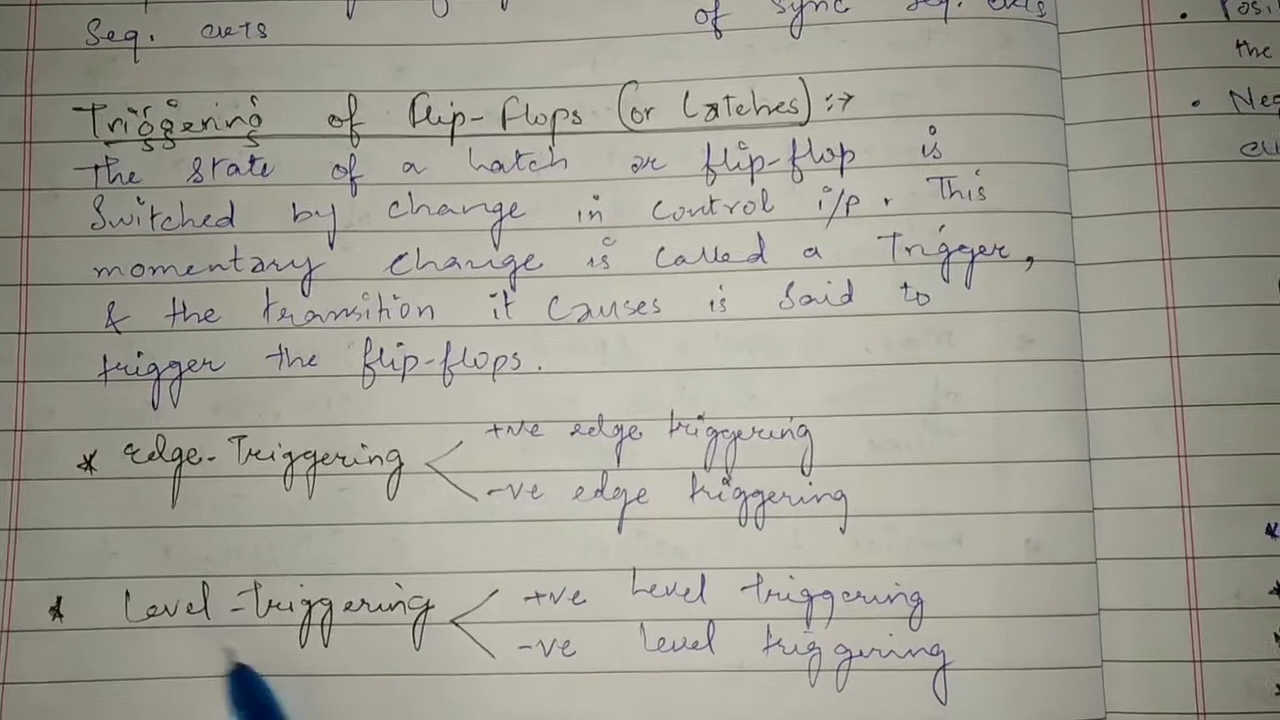 Seq. ckts
of sync seq. ckts
Triggering of Flip-Flops (or Latches) :→
The state of a Latch or flip-flop is
Switched by change in control i/p. This
momentary change is called a Trigger,
& the transition it causes is said to
trigger the flip-flops.
* Edge-Triggering
+ve edge triggering
-ve edge triggering
* Level-triggering
+ve Level triggering
-ve level triggering
• Posi
the
• Neg